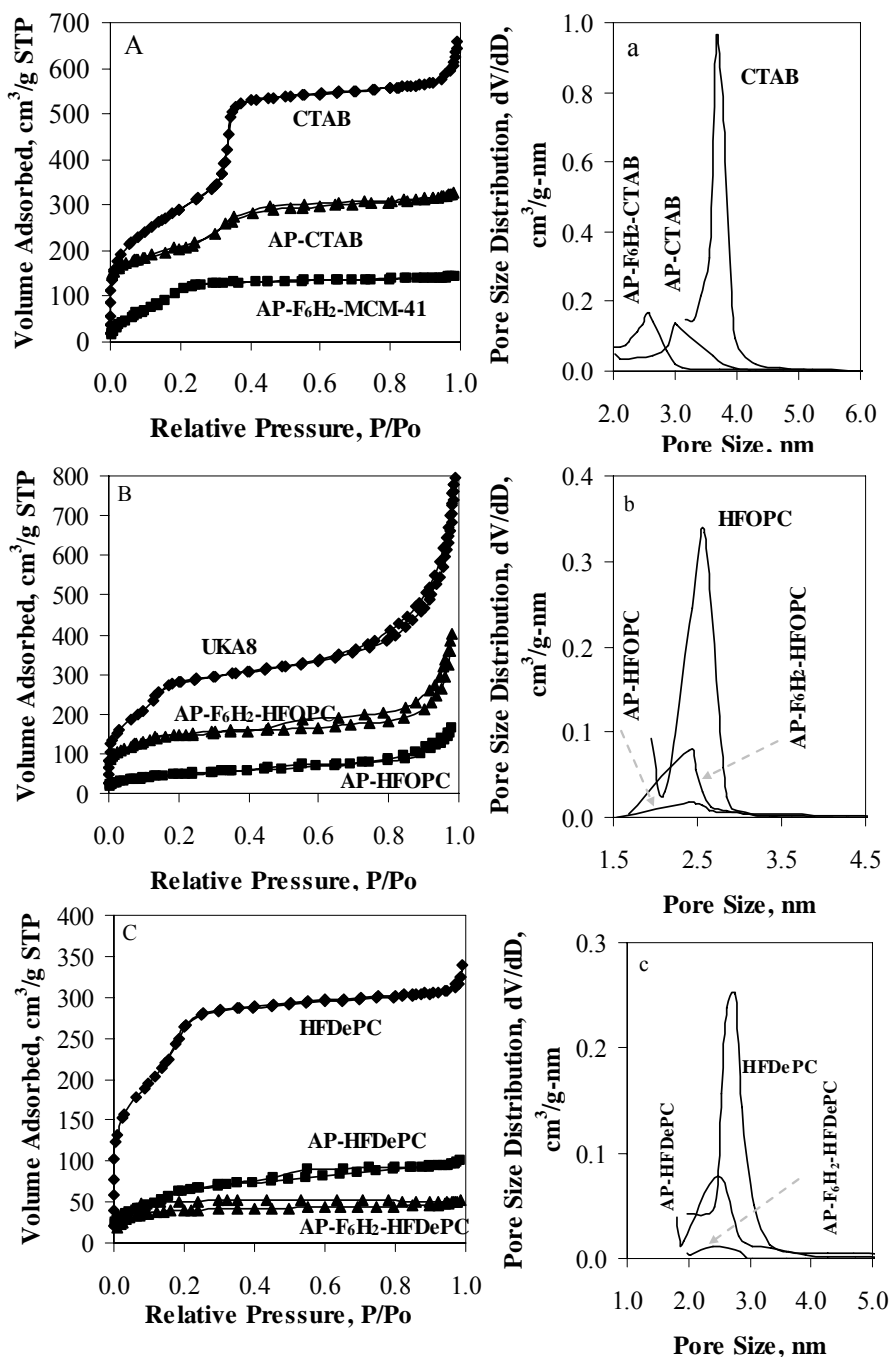 A
Volume Adsorbed, cm³/g STP
700
600
500
400
300
200
100
0
CTAB
AP-CTAB
AP-F₆H₂-MCM-41
0.0 0.2 0.4 0.6 0.8 1.0
Relative Pressure, P/Po
a
Pore Size Distribution, dV/dD,
cm³/g-nm
1.0
0.8
0.6
0.4
0.2
0.0
AP-F₆H₂-CTAB
AP-CTAB
CTAB
2.0 3.0 4.0 5.0 6.0
Pore Size, nm
B
Volume Adsorbed, cm³/g STP
800
700
600
500
400
300
200
100
0
UKA8
AP-F₆H₂-HFOPC
AP-HFOPC
0.0 0.2 0.4 0.6 0.8 1.0
Relative Pressure, P/Po
b
Pore Size Distribution, dV/dD,
cm³/g-nm
0.4
0.3
0.2
0.1
0.0
AP-HFOPC
HFOPC
AP-F₆H₂-HFOPC
1.5 2.5 3.5 4.5
Pore Size, nm
C
Volume Adsorbed, cm³/g STP
400
350
300
250
200
150
100
50
0
HFDePC
AP-HFDePC
AP-F₆H₂-HFDePC
0.0 0.2 0.4 0.6 0.8 1.0
Relative Pressure, P/Po
c
Pore Size Distribution, dV/dD,
cm³/g-nm
0.3
0.2
0.1
0.0
AP-HFDePC
HFDePC
AP-F₆H₂-HFDePC
1.0 2.0 3.0 4.0 5.0
Pore Size, nm